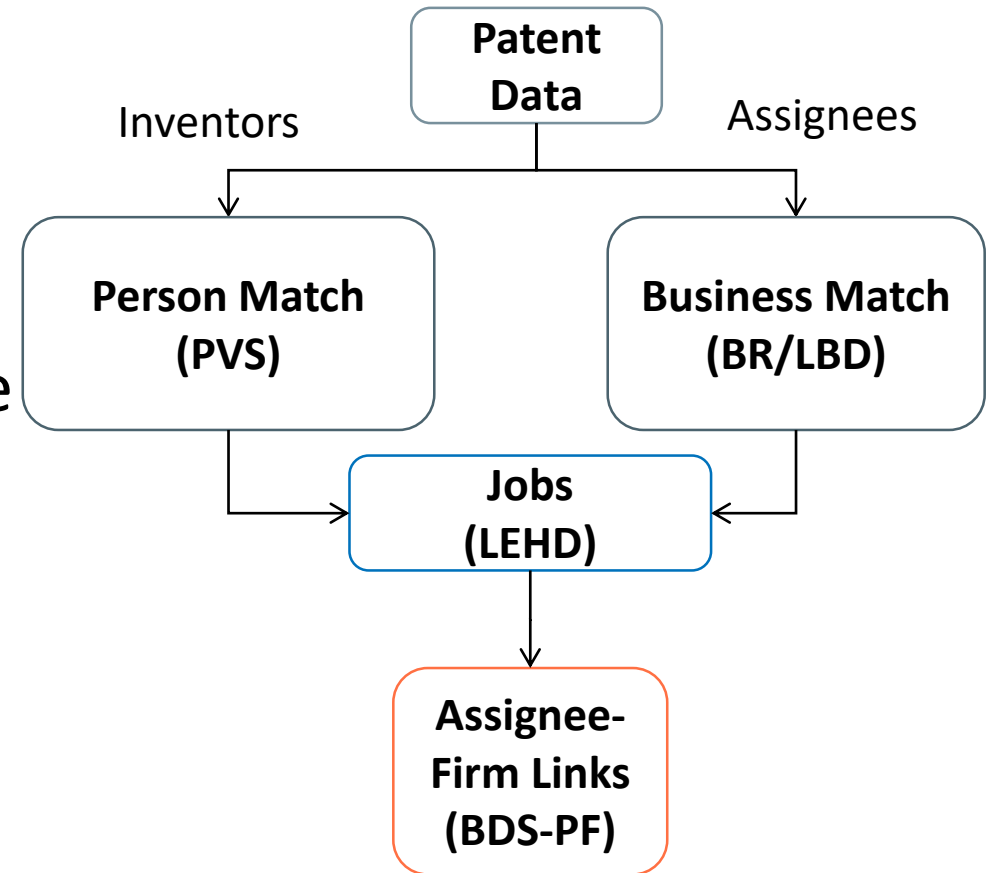 Patent
Data
Inventors
Assignees
Person Match
(PVS)
Business Match
(BR/LBD)
e
Jobs
(LEHD)
Assignee-
Firm Links
(BDS-PF)